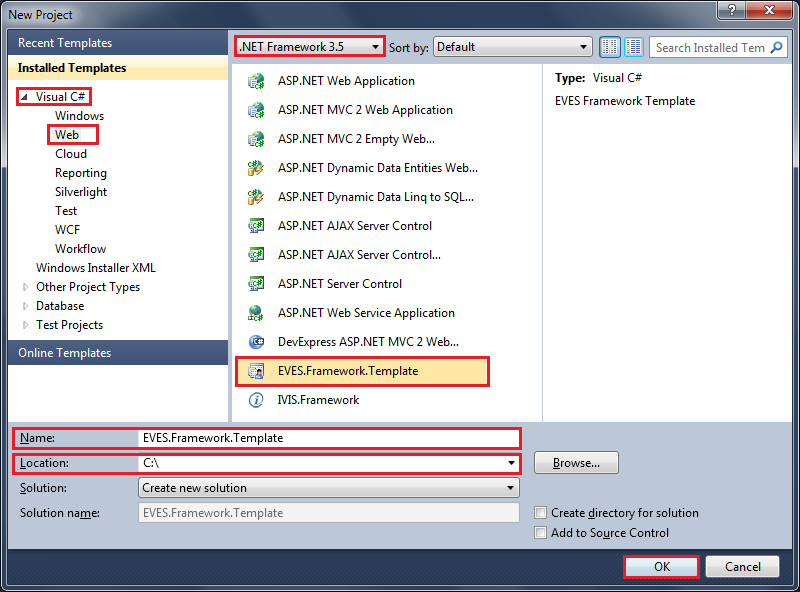 New Project
Recent Templates
Installed Templates
Visual C#
Windows
Web
Cloud
Reporting
Silverlight
Test
WCF
Workflow
Windows Installer XML
Other Project Types
Database
Test Projects
Online Templates
.NET Framework 3.5
Sort by: Default
Search Installed Tem
ASP.NET Web Application
ASP.NET MVC 2 Web Application
ASP.NET MVC 2 Empty Web...
ASP.NET Dynamic Data Entities Web...
ASP.NET Dynamic Data Linq to SQL...
ASP.NET AJAX Server Control
ASP.NET AJAX Server Control...
ASP.NET Server Control
ASP.NET Web Service Application
DevExpress ASP.NET MVC 2 Web...
EVES.Framework.Template
IVIS.Framework
Type: Visual C#
EVES Framework Template
Name: EVES.Framework.Template
Location: C:\
Browse...
Solution: Create new solution
Solution name: EVES.Framework.Template
Create directory for solution
Add to Source Control
OK
Cancel